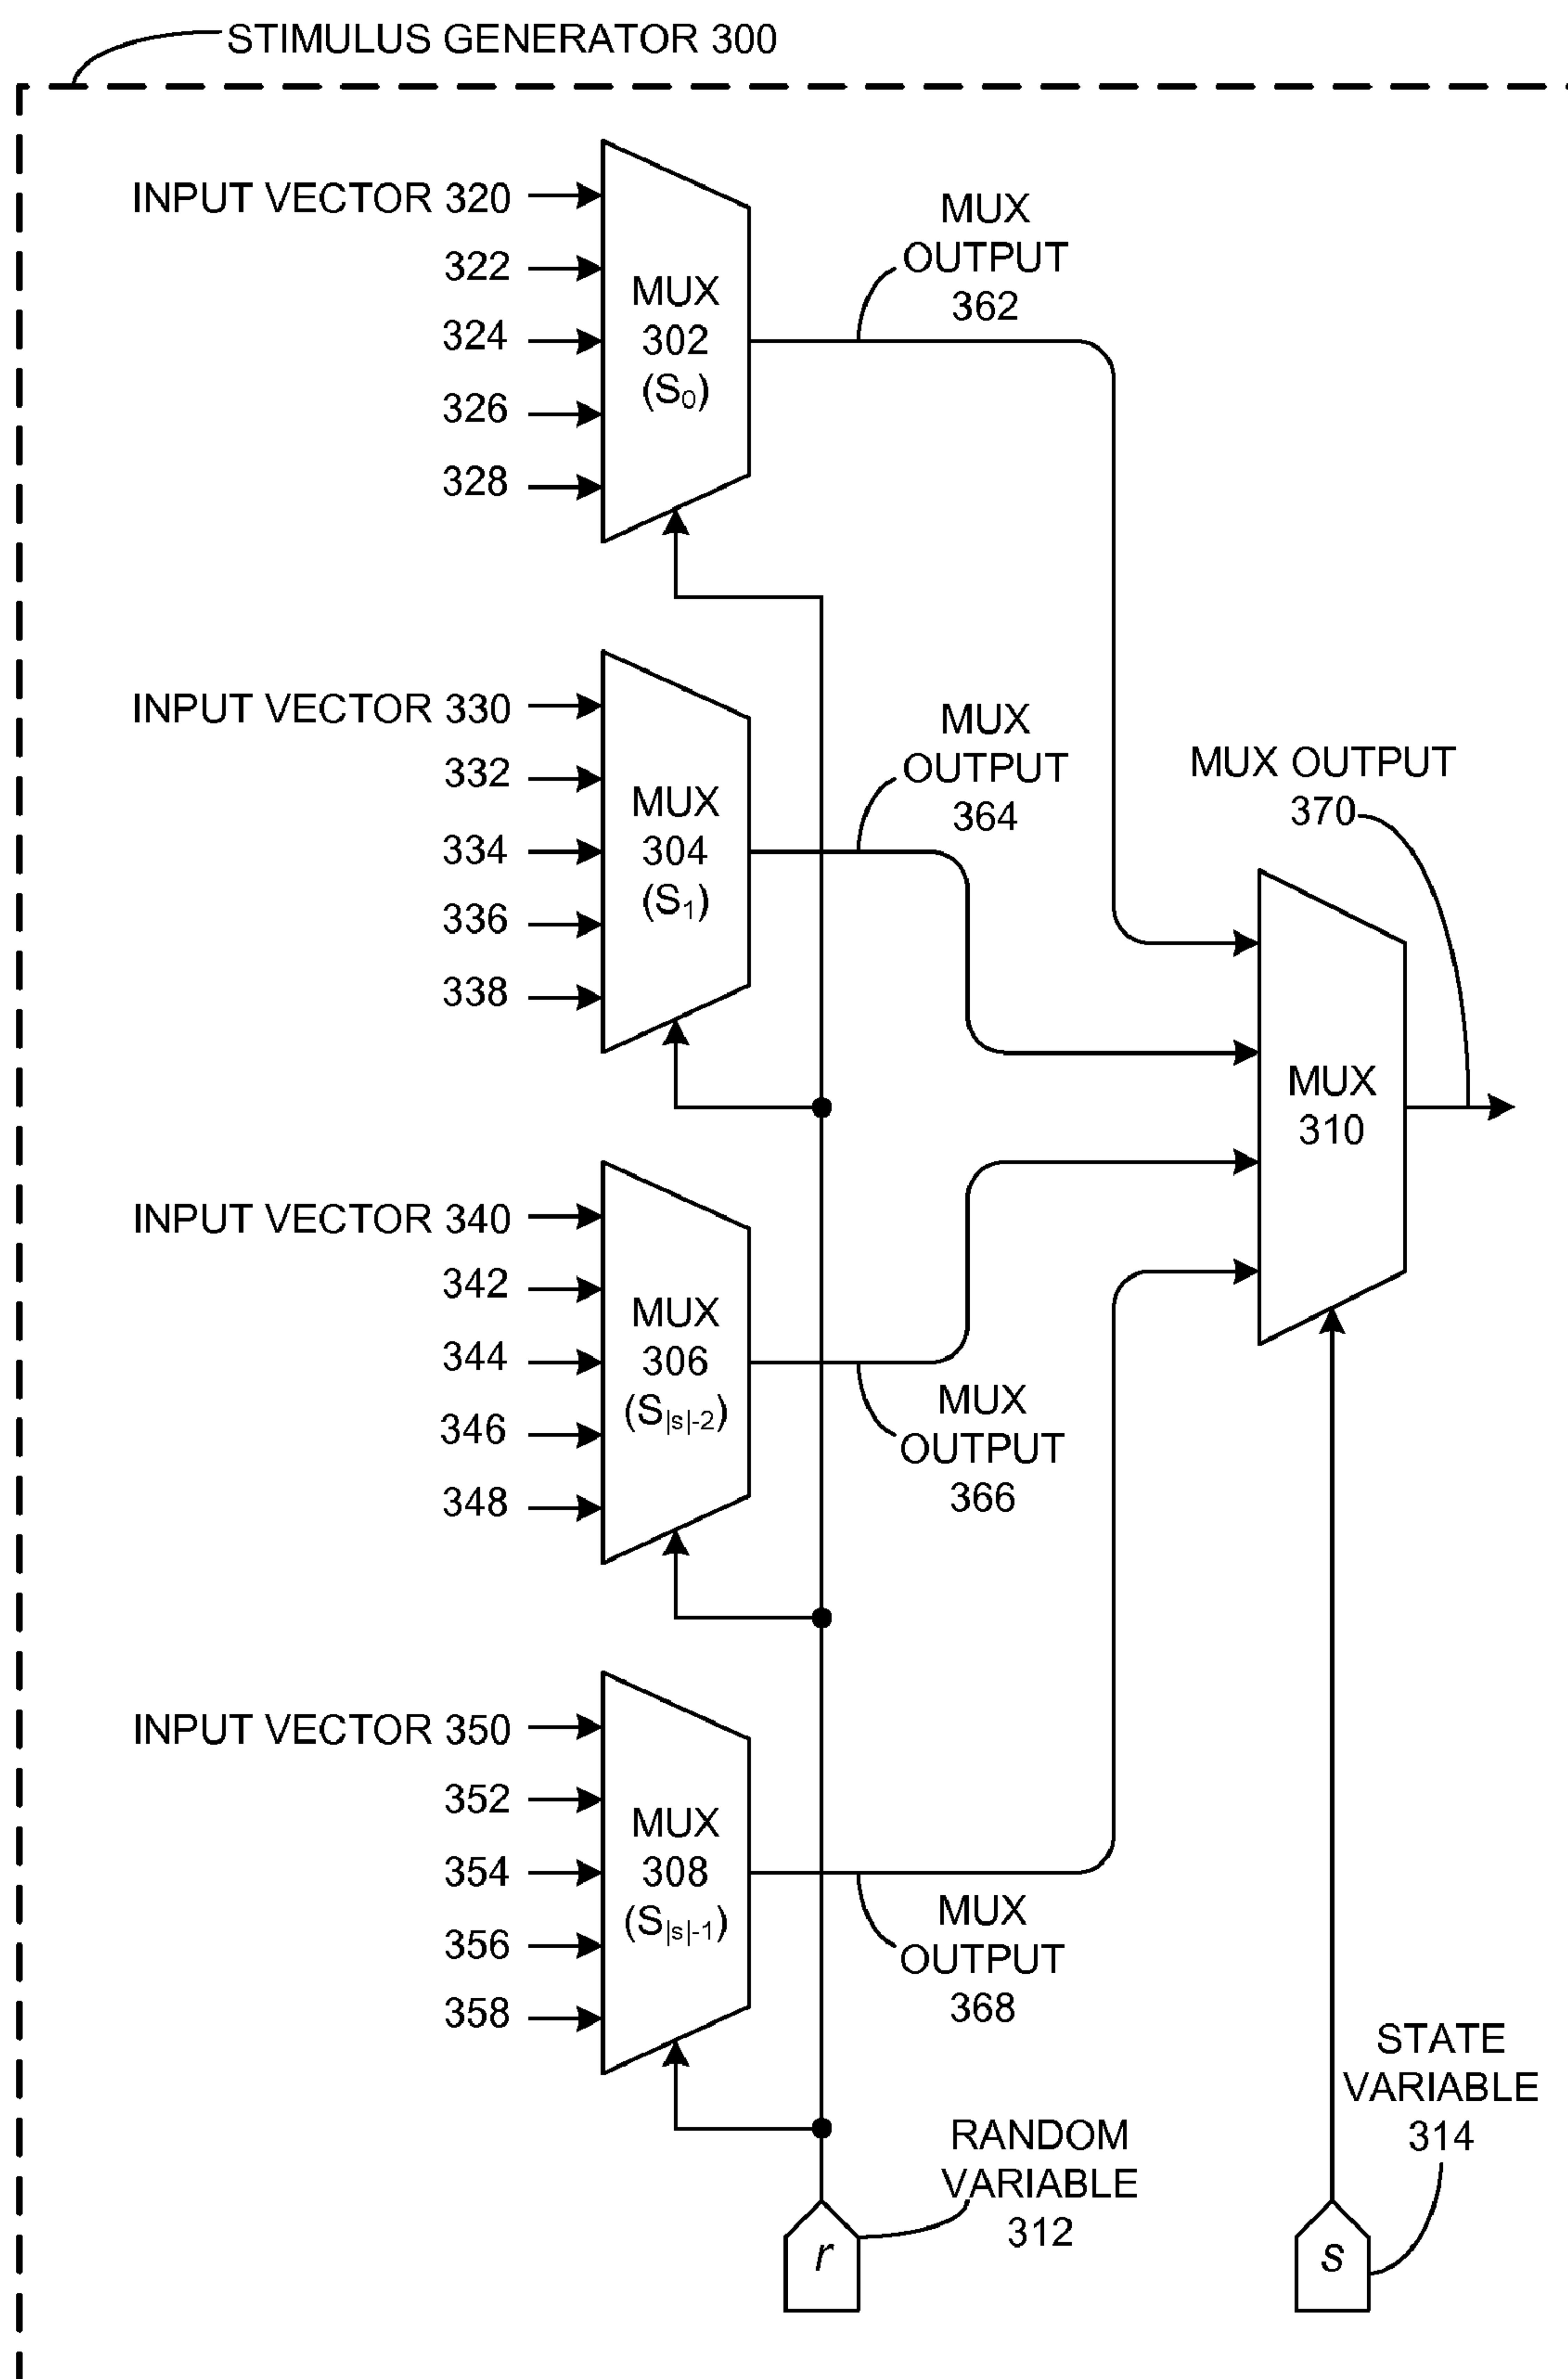 STIMULUS GENERATOR 300
INPUT VECTOR 320
322
324
326
328
MUX
302
(S0)
MUX
OUTPUT
362
INPUT VECTOR 330
332
334
336
338
MUX
304
(S1)
MUX
OUTPUT
364
MUX OUTPUT
370
MUX
310
INPUT VECTOR 340
342
344
346
348
MUX
306
(S|s|-2)
MUX
OUTPUT
366
INPUT VECTOR 350
352
354
356
358
MUX
308
(S|s|-1)
MUX
OUTPUT
368
RANDOM
VARIABLE
312
r
STATE
VARIABLE
314
s